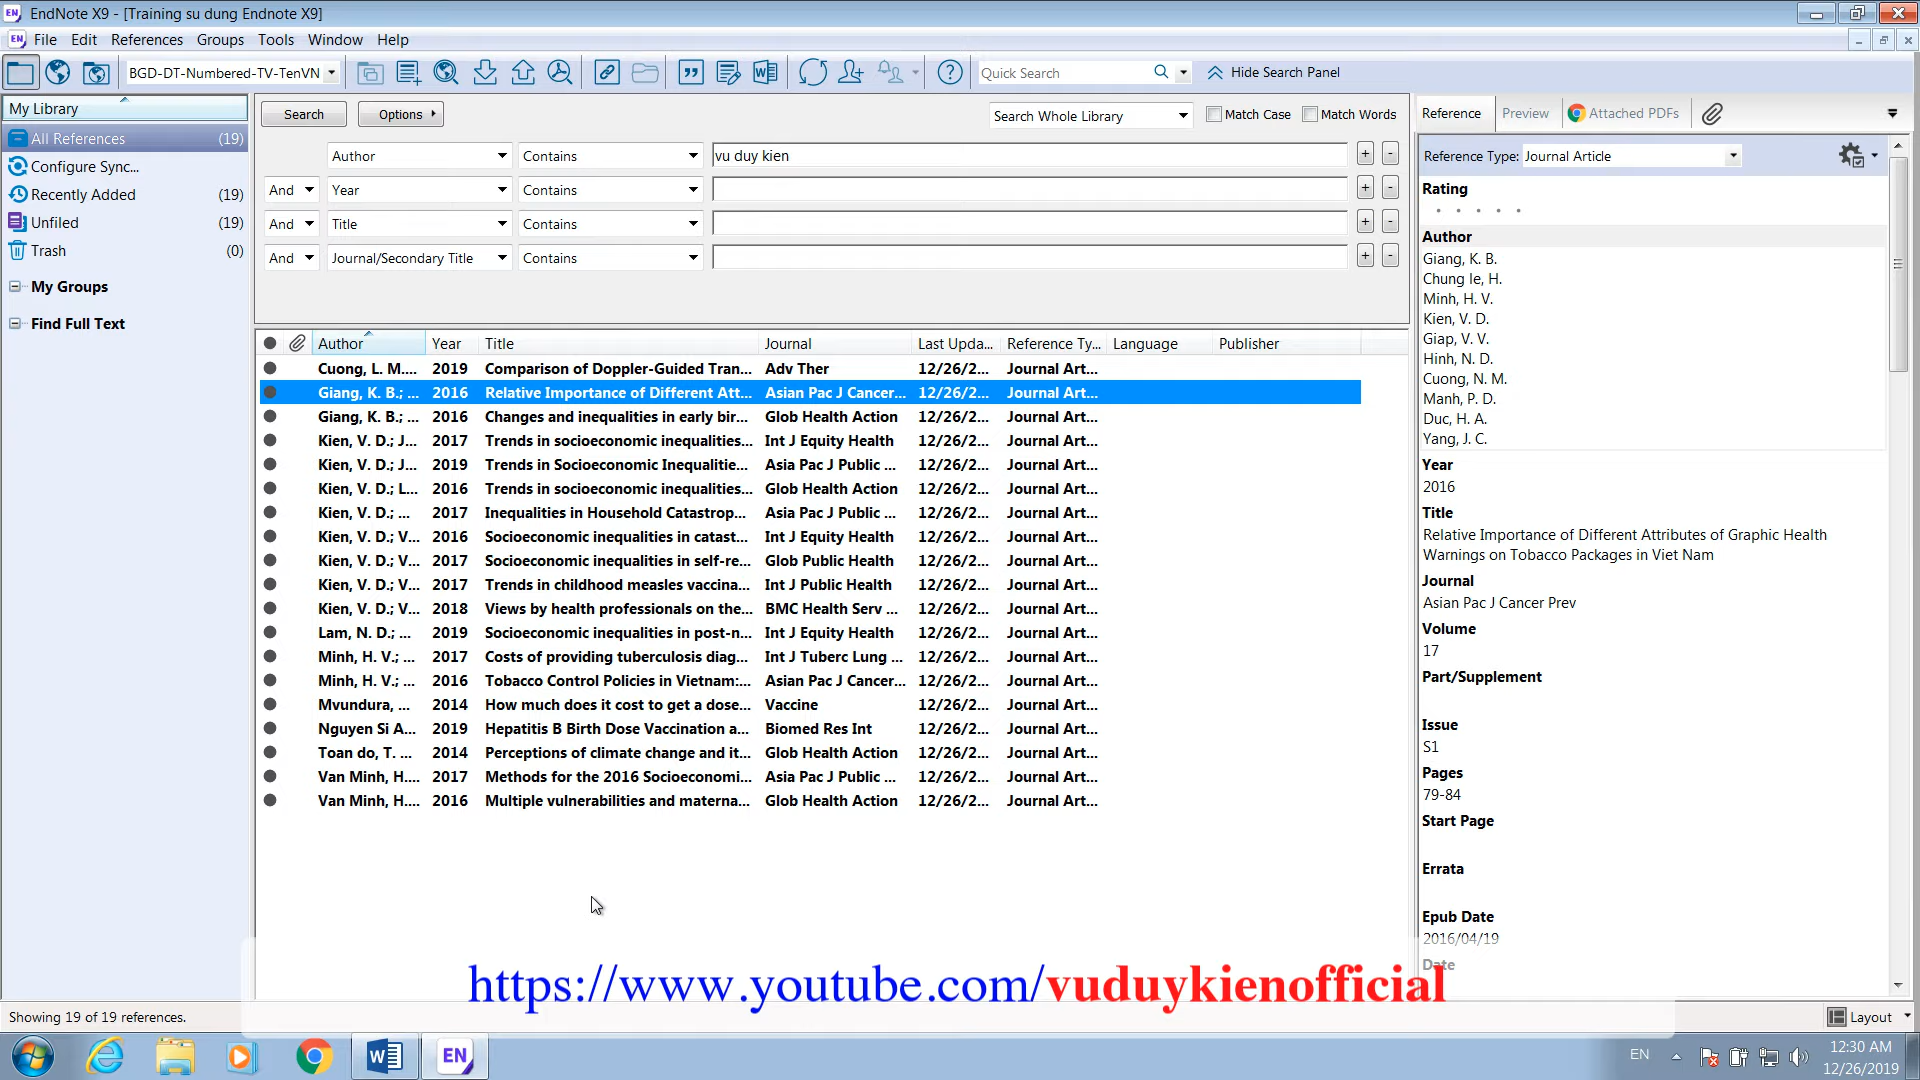 EndNote X9 - [Training su dung Endnote X9]
File Edit References Groups Tools Window Help
BGD-DT-Numbered-TV-TenVN
Quick Search
Hide Search Panel
My Library
All References (19)
Configure Sync...
Recently Added (19)
Unfiled (19)
Trash (0)
My Groups
Find Full Text
Search Options Search Whole Library Match Case Match Words
Author Contains vu duy kien + -
And Year Contains + -
And Title Contains + -
And Journal/Secondary Title Contains + -
Author Year Title Journal Last Upda... Reference Ty... Language Publisher
Cuong, L. M.... 2019 Comparison of Doppler-Guided Tran... Adv Ther 12/26/2... Journal Art...
Giang, K. B.; ... 2016 Relative Importance of Different Att... Asian Pac J Cancer... 12/26/2... Journal Art...
Giang, K. B.; ... 2016 Changes and inequalities in early bir... Glob Health Action 12/26/2... Journal Art...
Kien, V. D.; J... 2017 Trends in socioeconomic inequalities... Int J Equity Health 12/26/2... Journal Art...
Kien, V. D.; J... 2019 Trends in Socioeconomic Inequalitie... Asia Pac J Public ... 12/26/2... Journal Art...
Kien, V. D.; L... 2016 Trends in socioeconomic inequalities... Glob Health Action 12/26/2... Journal Art...
Kien, V. D.; ... 2017 Inequalities in Household Catastrop... Asia Pac J Public ... 12/26/2... Journal Art...
Kien, V. D.; V... 2016 Socioeconomic inequalities in catast... Int J Equity Health 12/26/2... Journal Art...
Kien, V. D.; V... 2017 Socioeconomic inequalities in self-re... Glob Public Health 12/26/2... Journal Art...
Kien, V. D.; V... 2017 Trends in childhood measles vaccina... Int J Public Health 12/26/2... Journal Art...
Kien, V. D.; V... 2018 Views by health professionals on the... BMC Health Serv ... 12/26/2... Journal Art...
Lam, N. D.; ... 2019 Socioeconomic inequalities in post-n... Int J Equity Health 12/26/2... Journal Art...
Minh, H. V.; ... 2017 Costs of providing tuberculosis diag... Int J Tuberc Lung ... 12/26/2... Journal Art...
Minh, H. V.; ... 2016 Tobacco Control Policies in Vietnam:... Asian Pac J Cancer... 12/26/2... Journal Art...
Mvundura, ... 2014 How much does it cost to get a dose... Vaccine 12/26/2... Journal Art...
Nguyen Si A... 2019 Hepatitis B Birth Dose Vaccination a... Biomed Res Int 12/26/2... Journal Art...
Toan do, T. ... 2014 Perceptions of climate change and it... Glob Health Action 12/26/2... Journal Art...
Van Minh, H.... 2017 Methods for the 2016 Socioeconomi... Asia Pac J Public ... 12/26/2... Journal Art...
Van Minh, H.... 2016 Multiple vulnerabilities and materna... Glob Health Action 12/26/2... Journal Art...
Reference Preview Attached PDFs
Reference Type: Journal Article
Rating
Author
Giang, K. B.
Chung le, H.
Minh, H. V.
Kien, V. D.
Giap, V. V.
Hinh, N. D.
Cuong, N. M.
Manh, P. D.
Duc, H. A.
Yang, J. C.
Year
2016
Title
Relative Importance of Different Attributes of Graphic Health
Warnings on Tobacco Packages in Viet Nam
Journal
Asian Pac J Cancer Prev
Volume
17
Part/Supplement
Issue
S1
Pages
79-84
Start Page
Errata
Epub Date
2016/04/19
Date
https://www.youtube.com/vuduykienofficial
Showing 19 of 19 references.
Layout
EN
12:30 AM
12/26/2019